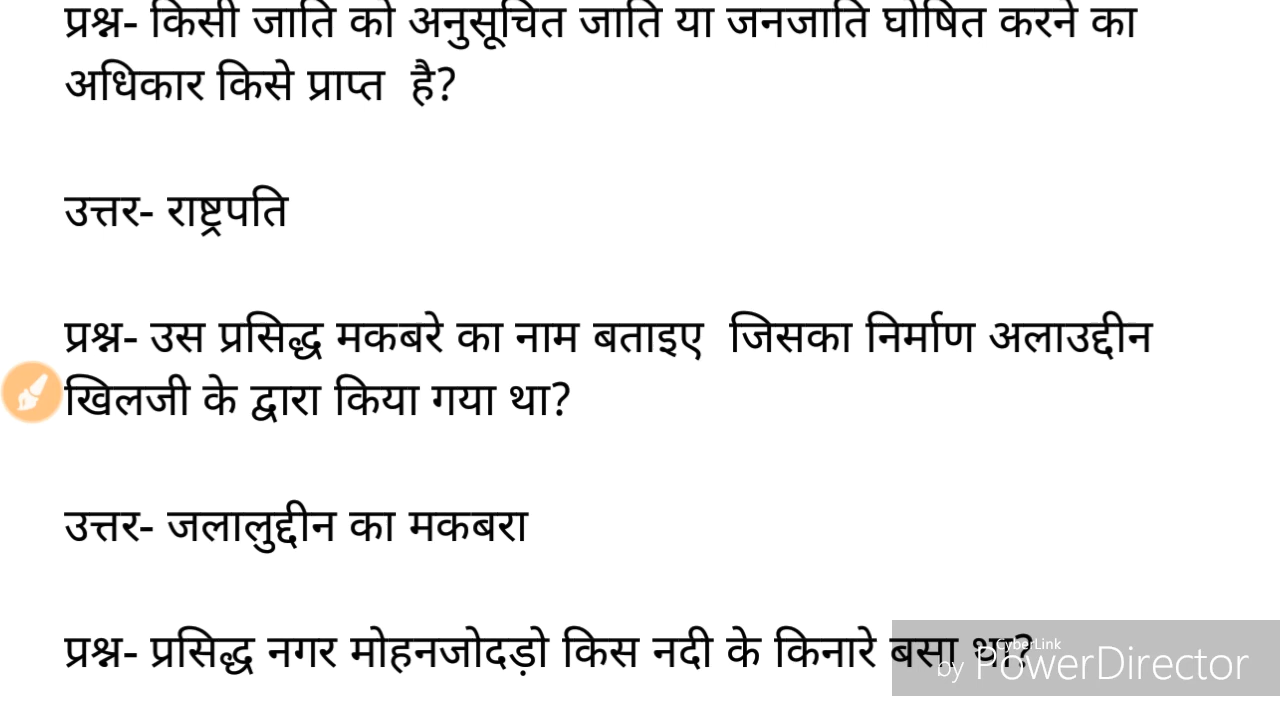 प्रश्न- किसी जाति को अनुसूचित जाति या जनजाति घोषित करने का
अधिकार किसे प्राप्त है?
उत्तर- राष्ट्रपति
प्रश्न- उस प्रसिद्ध मकबरे का नाम बताइए जिसका निर्माण अलाउद्दीन
खिलजी के द्वारा किया गया था?
उत्तर- जलालुद्दीन का मकबरा
प्रश्न- प्रसिद्ध नगर मोहनजोदड़ो किस नदी के किनारे बसा था?
CyberLink
by PowerDirector